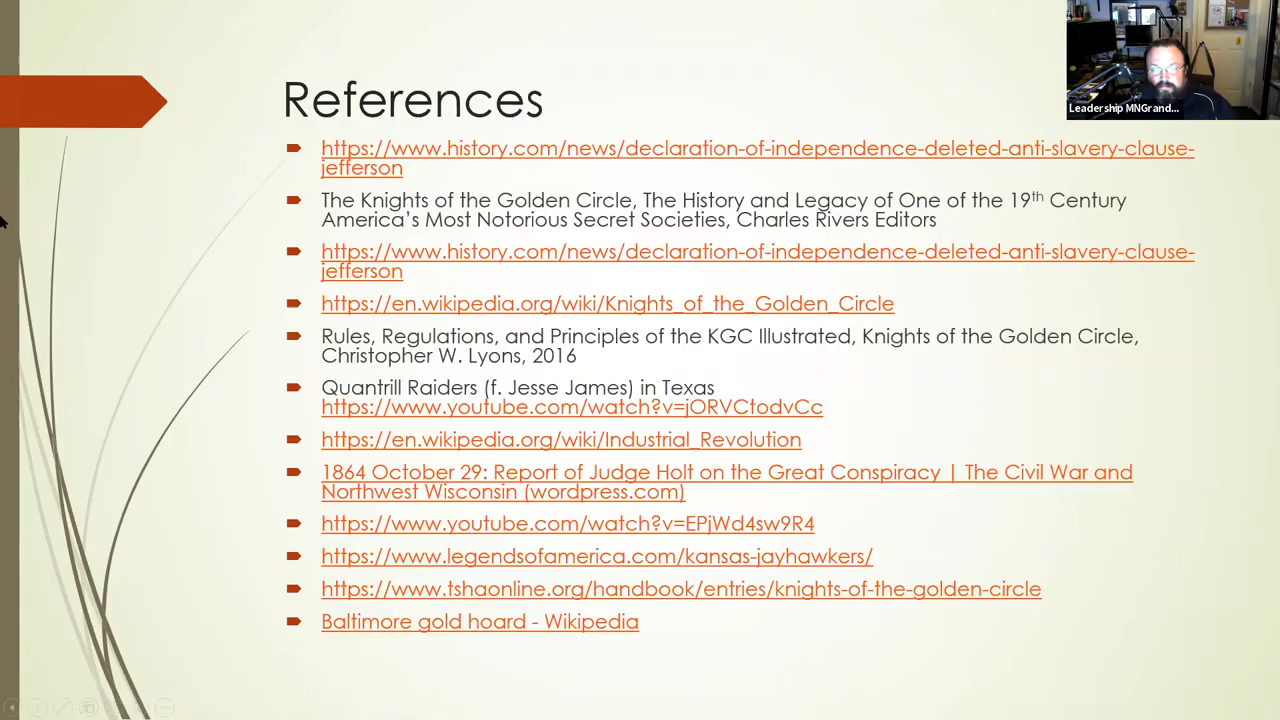 Leadership MNGrand...
References
https://www.history.com/news/declaration-of-independence-deleted-anti-slavery-clause-
jefferson
The Knights of the Golden Circle, The History and Legacy of One of the 19th Century
America's Most Notorious Secret Societies, Charles Rivers Editors
https://www.history.com/news/declaration-of-independence-deleted-anti-slavery-clause-
jefferson
https://en.wikipedia.org/wiki/Knights_of_the_Golden_Circle
Rules, Regulations, and Principles of the KGC Illustrated, Knights of the Golden Circle,
Christopher W. Lyons, 2016
Quantrill Raiders (f. Jesse James) in Texas
https://www.youtube.com/watch?v=jORVCtodvCc
https://en.wikipedia.org/wiki/Industrial_Revolution
1864 October 29: Report of Judge Holt on the Great Conspiracy | The Civil War and
Northwest Wisconsin (wordpress.com)
https://www.youtube.com/watch?v=EPjWd4sw9R4
https://www.legendsofamerica.com/kansas-jayhawkers/
https://www.tshaonline.org/handbook/entries/knights-of-the-golden-circle
Baltimore gold hoard - Wikipedia